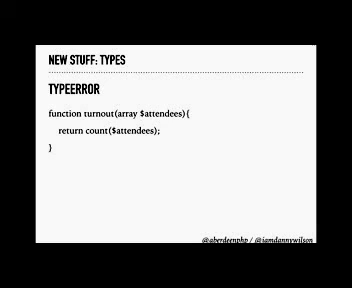 NEW STUFF: TYPES
TYPEERROR
function turnout(array $attendees){
return count($attendees);
}
@aberdeenphp / @iamdannywilson